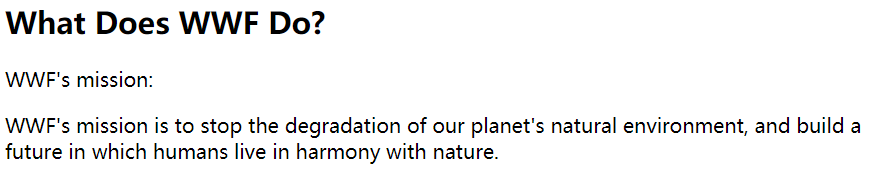 What Does WWF Do?
WWF's mission:
WWF's mission is to stop the degradation of our planet's natural environment, and build a
future in which humans live in harmony with nature.